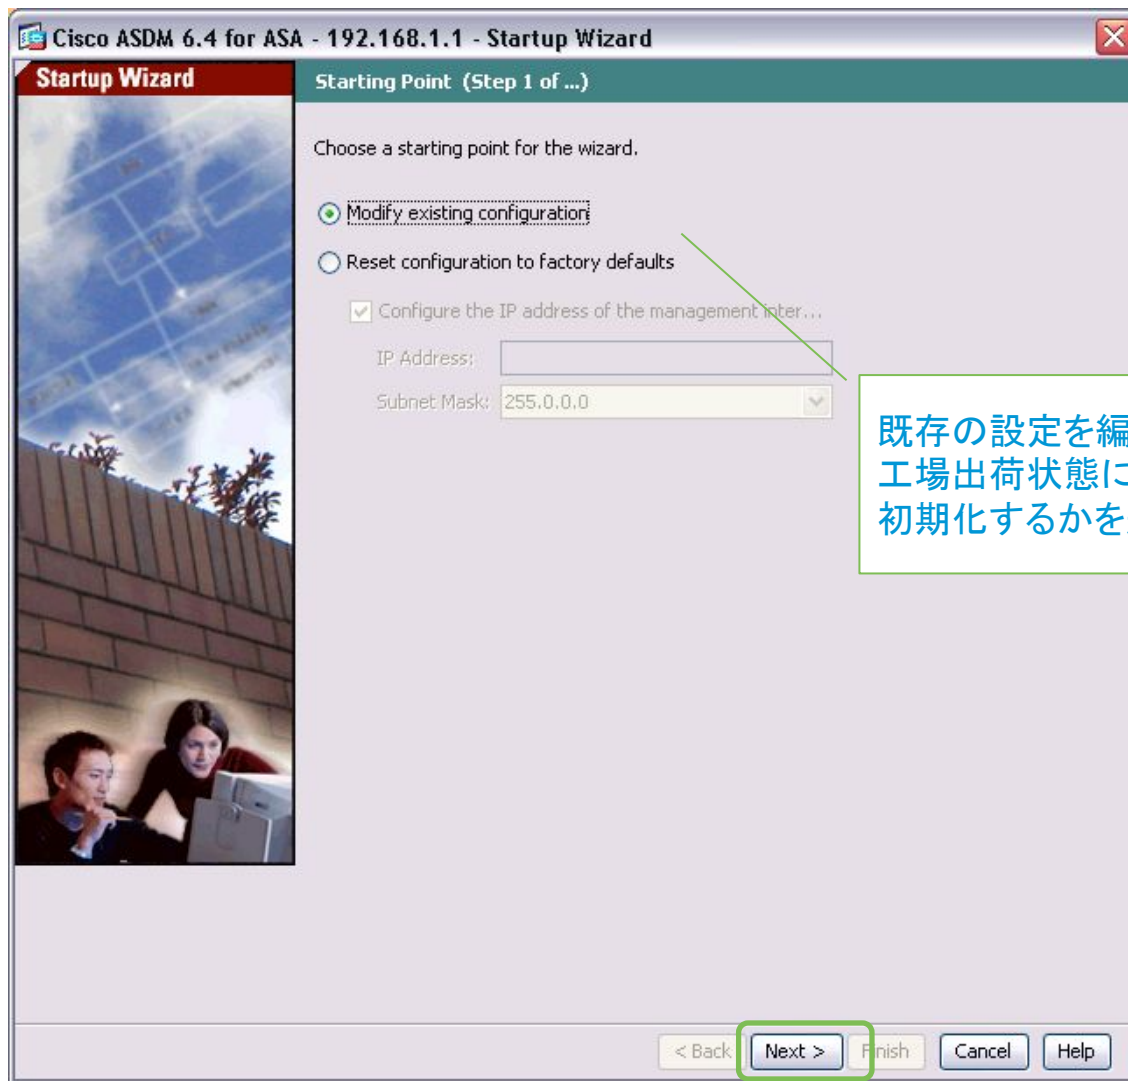 Cisco ASDM 6.4 for ASA - 192.168.1.1 - Startup Wizard
Startup Wizard
Starting Point (Step 1 of ...)
Choose a starting point for the wizard.
Modify existing configuration
Reset configuration to factory defaults
Configure the IP address of the management inter...
IP Address:
Subnet Mask: 255.0.0.0
既存の設定を編
工場出荷状態に
初期化するかを
< Back Next > Finish Cancel Help